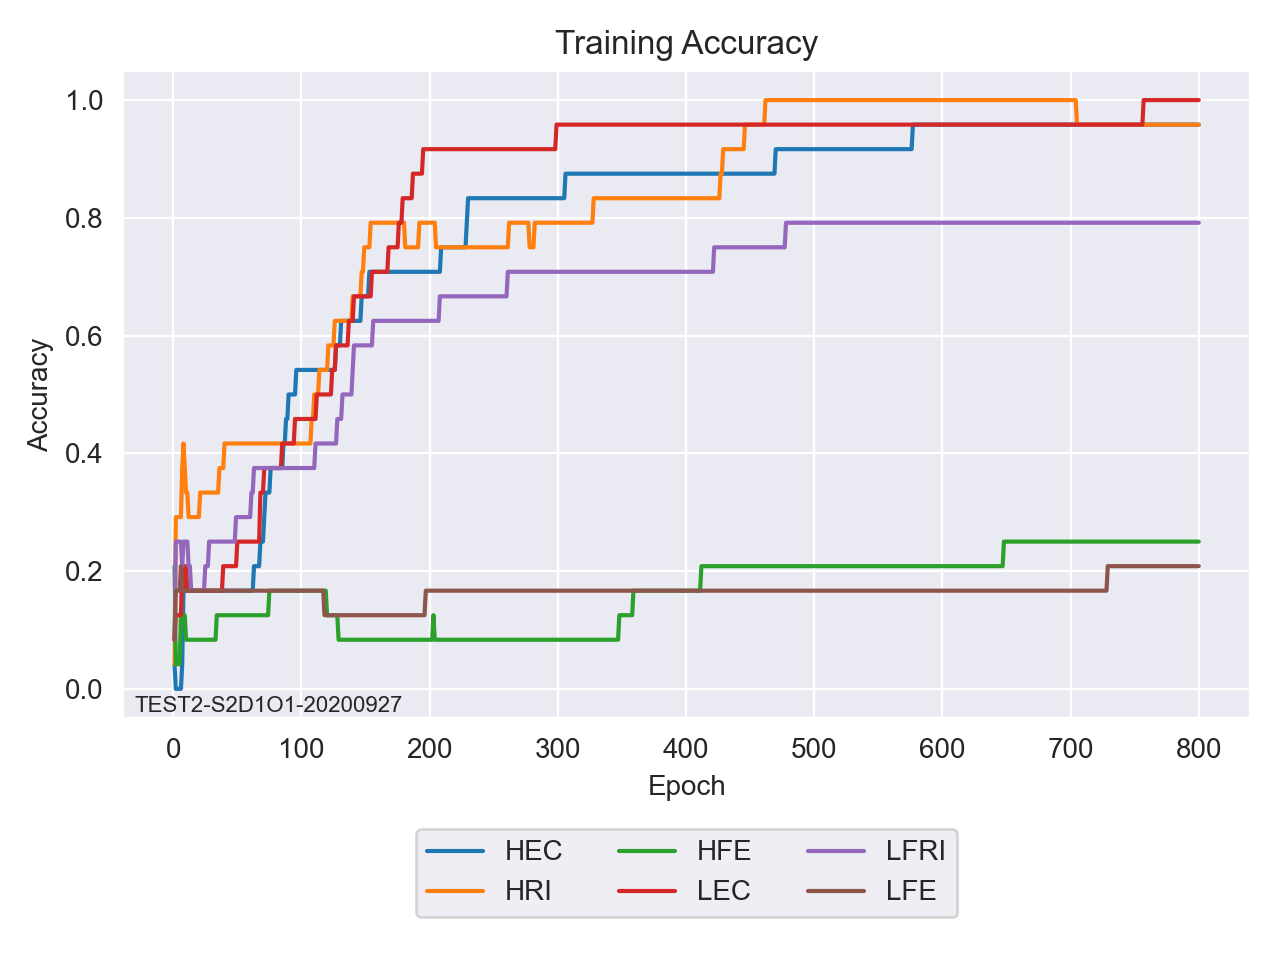 Training Accuracy
1.0
0.8
0.6
0.4
0.2
0.0
Accuracy
TEST2-S2D1O1-20200927
0 100 200 300 400 500 600 700 800
Epoch
HEC HFE LFRI
HRI LEC LFE